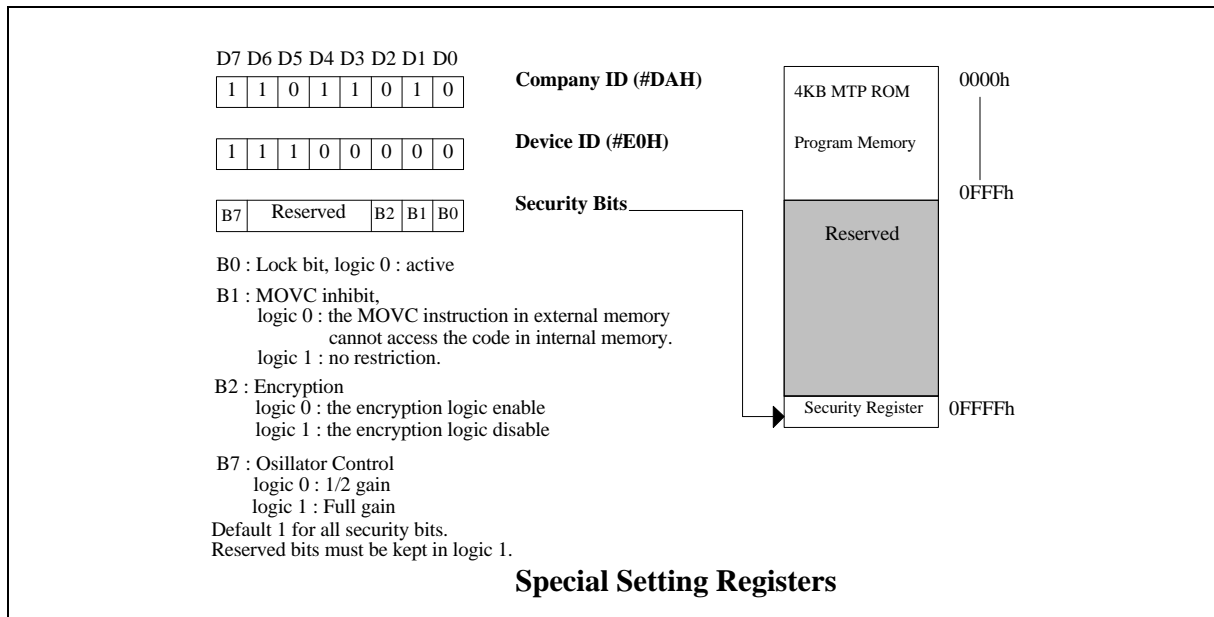 D7 D6 D5 D4 D3 D2 D1 D0
1 1 0 1 1 0 1 0
Company ID (#DAH)
1 1 1 0 0 0 0 0
Device ID (#E0H)
B7 Reserved B2 B1 B0
Security Bits
B0 : Lock bit, logic 0 : active
B1 : MOVC inhibit,
logic 0 : the MOVC instruction in external memory
cannot access the code in internal memory.
logic 1 : no restriction.
B2 : Encryption
logic 0 : the encryption logic enable
logic 1 : the encryption logic disable
B7 : Osillator Control
logic 0 : 1/2 gain
logic 1 : Full gain
Default 1 for all security bits.
Reserved bits must be kept in logic 1.
4KB MTP ROM
Program Memory
0000h
0FFFh
Reserved
Security Register
0FFFFh
Special Setting Registers